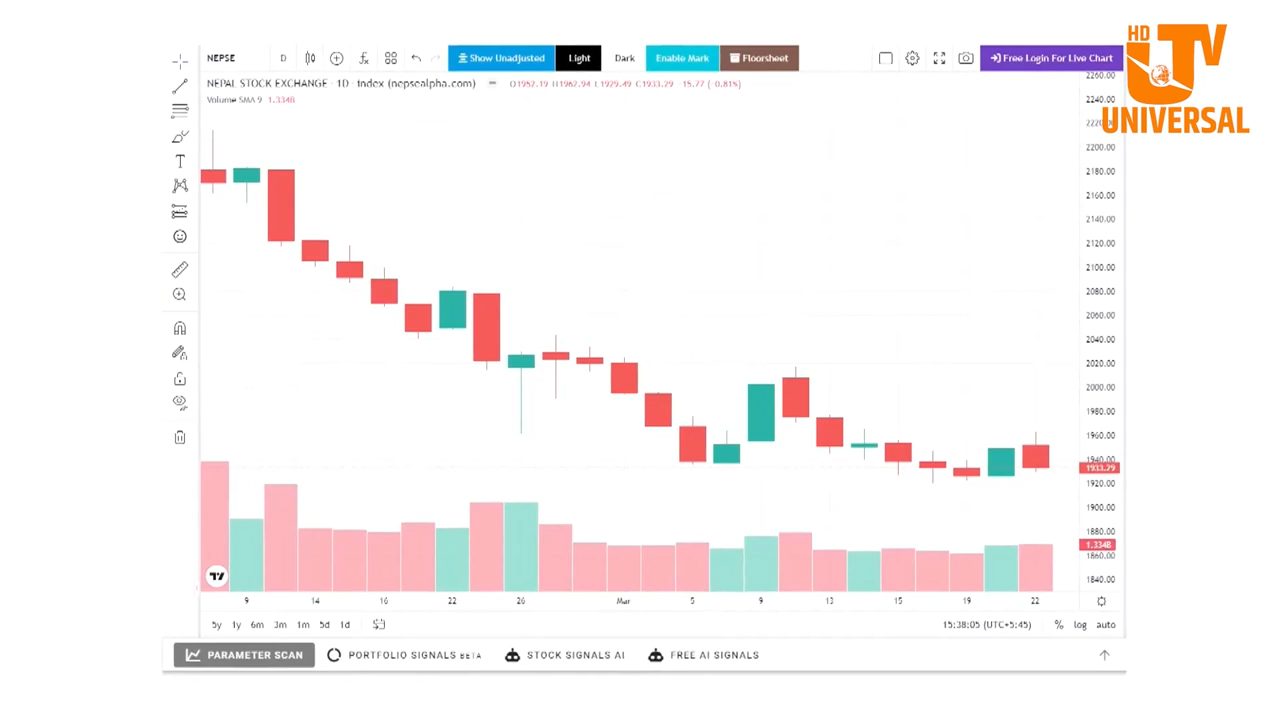 HD
TV
UNIVERSAL
NEPSE D Show Unadjusted Light Dark Enable Mark Floorsheet Free Login For Live Chart
NEPAL STOCK EXCHANGE · 1D · index (nepsealpha.com) O1952.19 H1962.94 L1929.49 C1933.29 −15.77 (−0.81%)
Volume SMA 9 1.334B
2260.00
2240.00
2220.00
2200.00
2180.00
2160.00
2140.00
2120.00
2100.00
2080.00
2060.00
2040.00
2020.00
2000.00
1980.00
1960.00
1940.00
1933.29
1920.00
1900.00
1880.00
1.334B
1860.00
1840.00
9 14 16 22 26 Mar 5 9 13 15 19 22
5y 1y 6m 3m 1m 5d 1d 15:38:05 (UTC+5:45) % log auto
PARAMETER SCAN PORTFOLIO SIGNALS BETA STOCK SIGNALS AI FREE AI SIGNALS